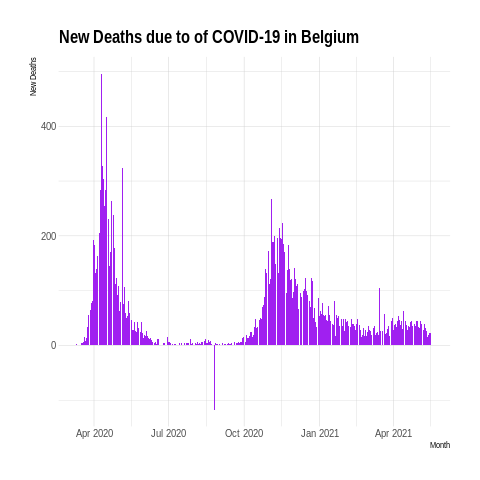 New Deaths due to of COVID-19 in Belgium
New Deaths
400
200
0
Apr 2020
Jul 2020
Oct 2020
Jan 2021
Apr 2021
Month